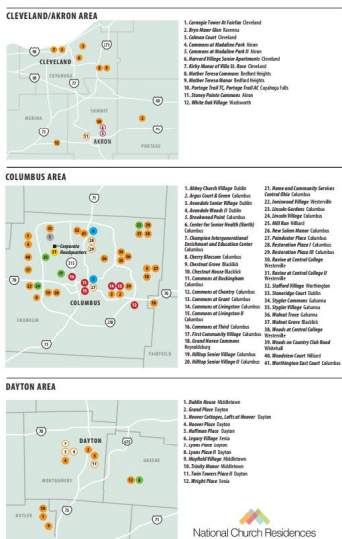 CLEVELAND/AKRON AREA
CLEVELAND
CUYAHOGA
SUMMIT
MEDINA
AKRON
PORTAGE
1. Carnegie Tower At Fairfax Cleveland
2. Bryn Mawr Glen Ravenna
3. Colman Court Cleveland
4. Commons at Madaline Park Akron
5. Commons at Madaline Park II Akron
6. Harvard Village Senior Apartments Cleveland
7. Kirby Manor of Villa St. Rose Cleveland
8. Mother Teresa Commons Bedford Heights
9. Mother Teresa Manor Bedford Heights
10. Portage Trail TC, Portage Trail AC Cuyahoga Falls
11. Stoney Pointe Commons Akron
12. White Oak Village Wadsworth
COLUMBUS AREA
Corporate
Headquarters
COLUMBUS
FRANKLIN
FAIRFIELD
1. Abbey Church Village Dublin
2. Argus Court Columbus
3. Avondale Senior Village Dublin
4. Avondale Woods Dublin
5. Brookwood Point Columbus
6. Center for Senior Health (North)
Columbus
7. Champion Intergenerational
Enrichment and Education Center
Columbus
8. Cherry Blossom Columbus
9. Chestnut Grove Blacklick
10. Chestnut House Blacklick
11. Commons at Buckingham
Columbus
12. Commons at Chantry Columbus
13. Commons at Grant Columbus
14. Commons at Livingston Columbus
15. Commons at Livingston II
Columbus
16. Commons at Third Columbus
17. First Community Village Columbus
18. Grand Haven Commons
Reynoldsburg
19. Hilltop Senior Village Columbus
20. Hilltop Senior Village II Columbus
21. Home and Community Services
Central Ohio Columbus
22. Inniswood Village Westerville
23. Lincoln Gardens Columbus
24. Lincoln Village Columbus
25. Mill Run Hilliard
26. New Salem Manor Columbus
27. Poindexter Place Columbus
28. Restoration Place I Columbus
29. Restoration Place II Columbus
30. Ravine at Central College
Westerville
31. Ravine at Central College II
Westerville
32. Stafford Village Worthington
33. Stoneridge Court Dublin
34. Stygler Commons Gahanna
35. Stygler Village Gahanna
36. Walnut Trace Gahanna
37. Walnut Grove Blacklick
38. Woods at Central College
Westerville
39. Woods on Country Club Road
Whitehall
40. Woodview Court Hilliard
41. Worthington East Court Columbus
DAYTON AREA
DAYTON
GREENE
MONTGOMERY
BUTLER
1. Dublin House Middletown
2. Grand Place Dayton
3. Hoover Cottages, Lofts at Hoover Dayton
4. Hoover Place Dayton
5. Huffman Place Dayton
6. Legacy Village Xenia
7. Lyons Place Dayton
8. Lyons Place II Dayton
9. Mayfield Village Middletown
10. Trinity Manor Middletown
11. Twin Towers Place II Dayton
12. Wright Place Xenia
National Church Residences